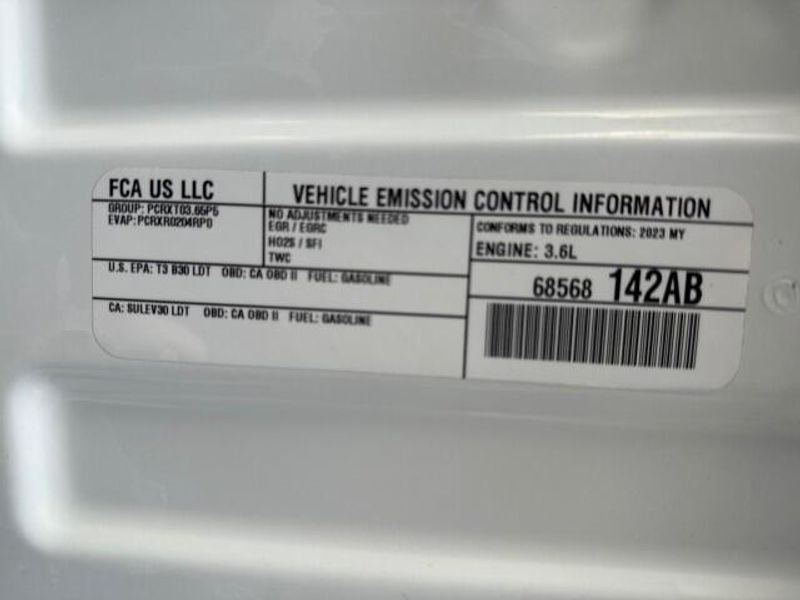 FCA US LLC
VEHICLE EMISSION CONTROL INFORMATION
GROUP: PCRXT03.65P5
EVAP: PCRXR0204RP0
NO ADJUSTMENTS NEEDED
EGR / EGRC
HO2S / SFI
TWC
CONFORMS TO REGULATIONS: 2023 MY
ENGINE: 3.6L
U.S. EPA: T3 B30 LDT OBD: CA OBD II FUEL: GASOLINE
68568 142AB
CA: SULEV30 LDT OBD: CA OBD II FUEL: GASOLINE